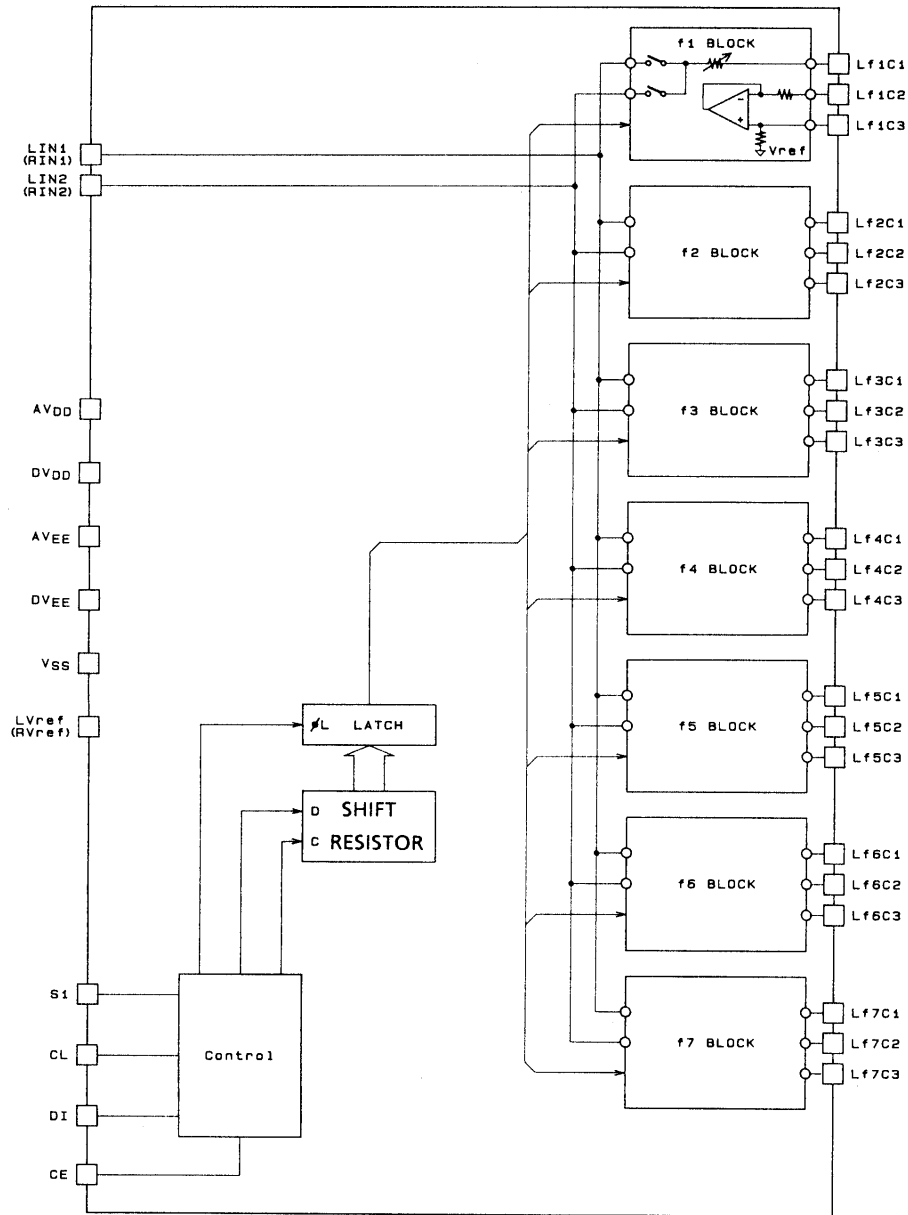 f1 BLOCK
Lf1C1
Lf1C2
Lf1C3
-
+
Vref
LIN1
(RIN1)
LIN2
(RIN2)
Lf2C1
f2 BLOCK
Lf2C2
Lf2C3
Lf3C1
AVDD
f3 BLOCK
Lf3C2
Lf3C3
DVDD
AVEE
Lf4C1
f4 BLOCK
Lf4C2
DVEE
Lf4C3
VSS
Lf5C1
LVref
(RVref)
øL LATCH
f5 BLOCK
Lf5C2
Lf5C3
D SHIFT
C RESISTOR
Lf6C1
f6 BLOCK
Lf6C2
Lf6C3
S1
Lf7C1
Control
f7 BLOCK
Lf7C2
CL
Lf7C3
DI
CE